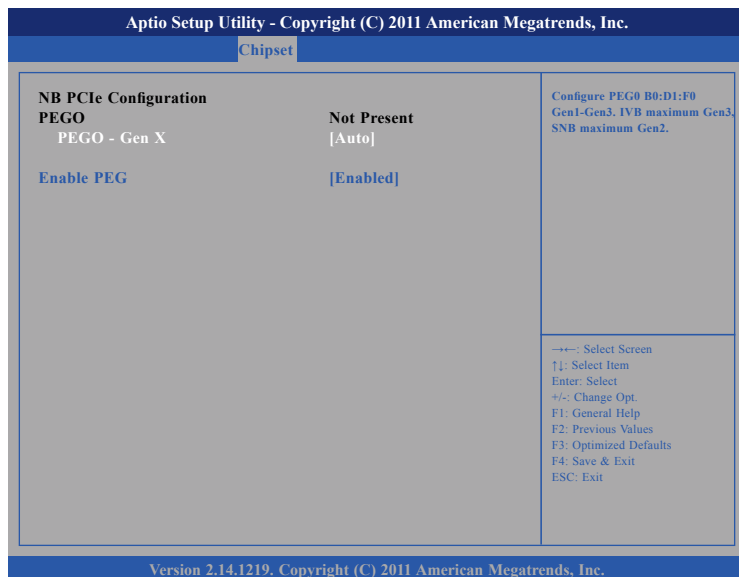 Aptio Setup Utility - Copyright (C) 2011 American Megatrends, Inc.
Chipset
NB PCIe Configuration
PEGO Not Present
PEGO - Gen X [Auto]
Enable PEG [Enabled]
Configure PEG0 B0:D1:F0
Gen1-Gen3. IVB maximum Gen3,
SNB maximum Gen2.
→←: Select Screen
↑↓: Select Item
Enter: Select
+/-: Change Opt.
F1: General Help
F2: Previous Values
F3: Optimized Defaults
F4: Save & Exit
ESC: Exit
Version 2.14.1219. Copyright (C) 2011 American Megatrends, Inc.